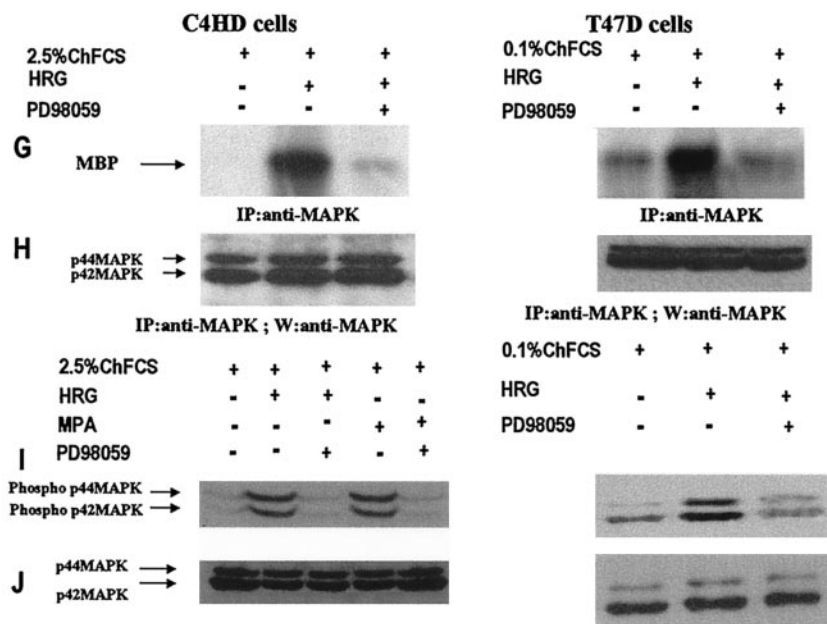 C4HD cells
2.5%ChFCS + + +
HRG - + +
PD98059 - - +
G
MBP
IP:anti-MAPK
H
p44MAPK
p42MAPK
IP:anti-MAPK ; W:anti-MAPK
2.5%ChFCS + + + + +
HRG - + + - -
MPA - - - + +
PD98059 - - + - +
I
Phospho p44MAPK
Phospho p42MAPK
J
p44MAPK
p42MAPK
T47D cells
0.1%ChFCS + + +
HRG - + +
PD98059 - - +
IP:anti-MAPK
IP:anti-MAPK ; W:anti-MAPK
0.1%ChFCS + + +
HRG - + +
PD98059 - - +